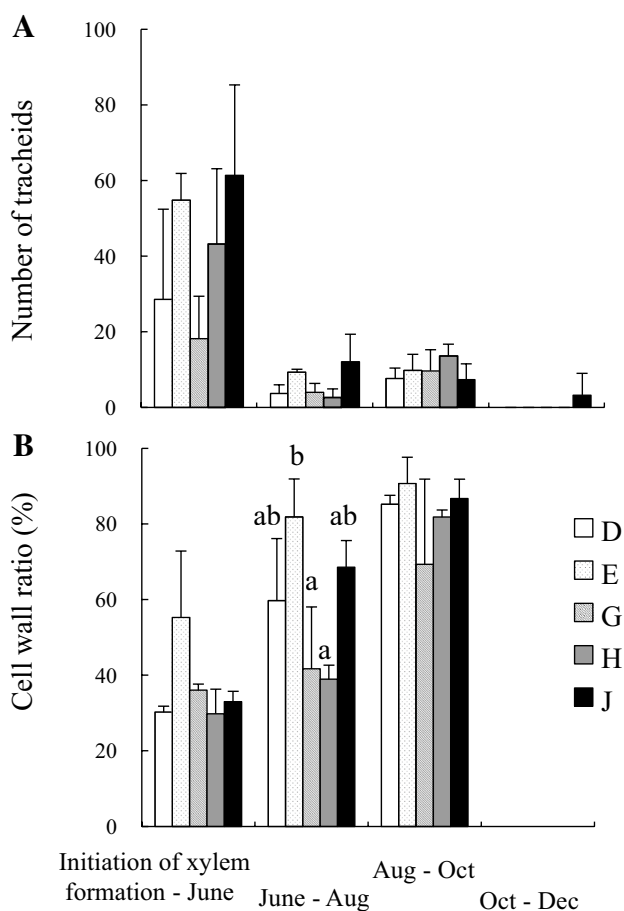 A
100
80
60
40
20
0
Number of tracheids
B
100
80
60
40
20
0
Cell wall ratio (%)
ab
b
a
a
ab
D
E
G
H
J
Initiation of xylem
formation - June
June - Aug
Aug - Oct
Oct - Dec